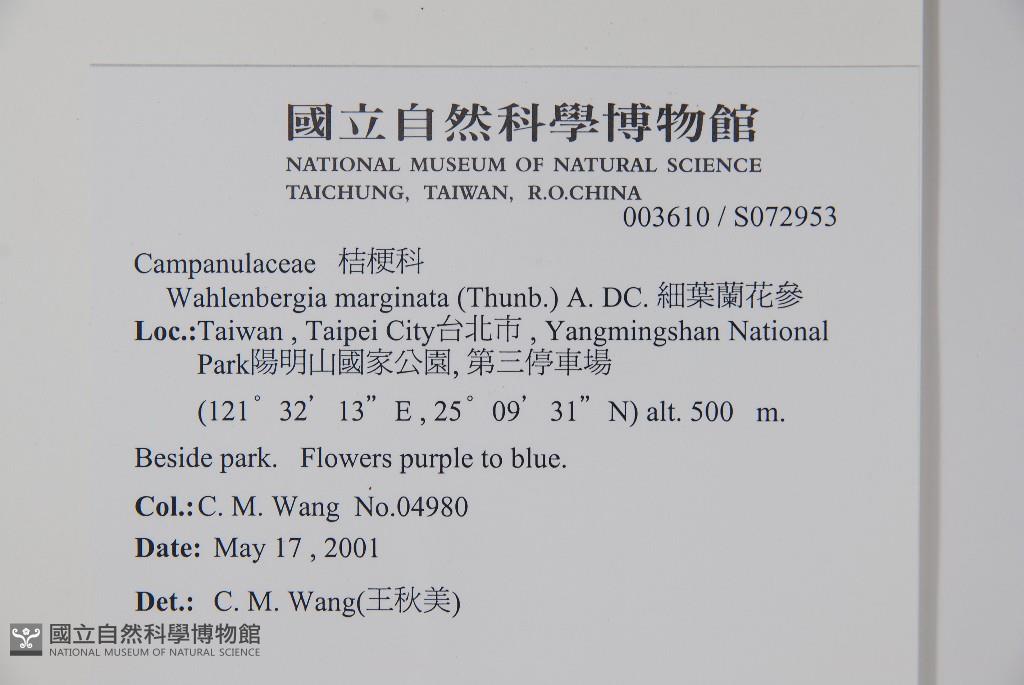 國立自然科學博物館
NATIONAL MUSEUM OF NATURAL SCIENCE
TAICHUNG, TAIWAN, R.O.CHINA
003610 / S072953
Campanulaceae 桔梗科
Wahlenbergia marginata (Thunb.) A. DC. 細葉蘭花參
Loc.:Taiwan , Taipei City台北市 , Yangmingshan National
Park陽明山國家公園, 第三停車場
(121° 32’ 13” E , 25° 09’ 31” N) alt. 500 m.
Beside park. Flowers purple to blue.
Col.:C. M. Wang No.04980
Date: May 17 , 2001
Det.: C. M. Wang(王秋美)
國立自然科學博物館
NATIONAL MUSEUM OF NATURAL SCIENCE